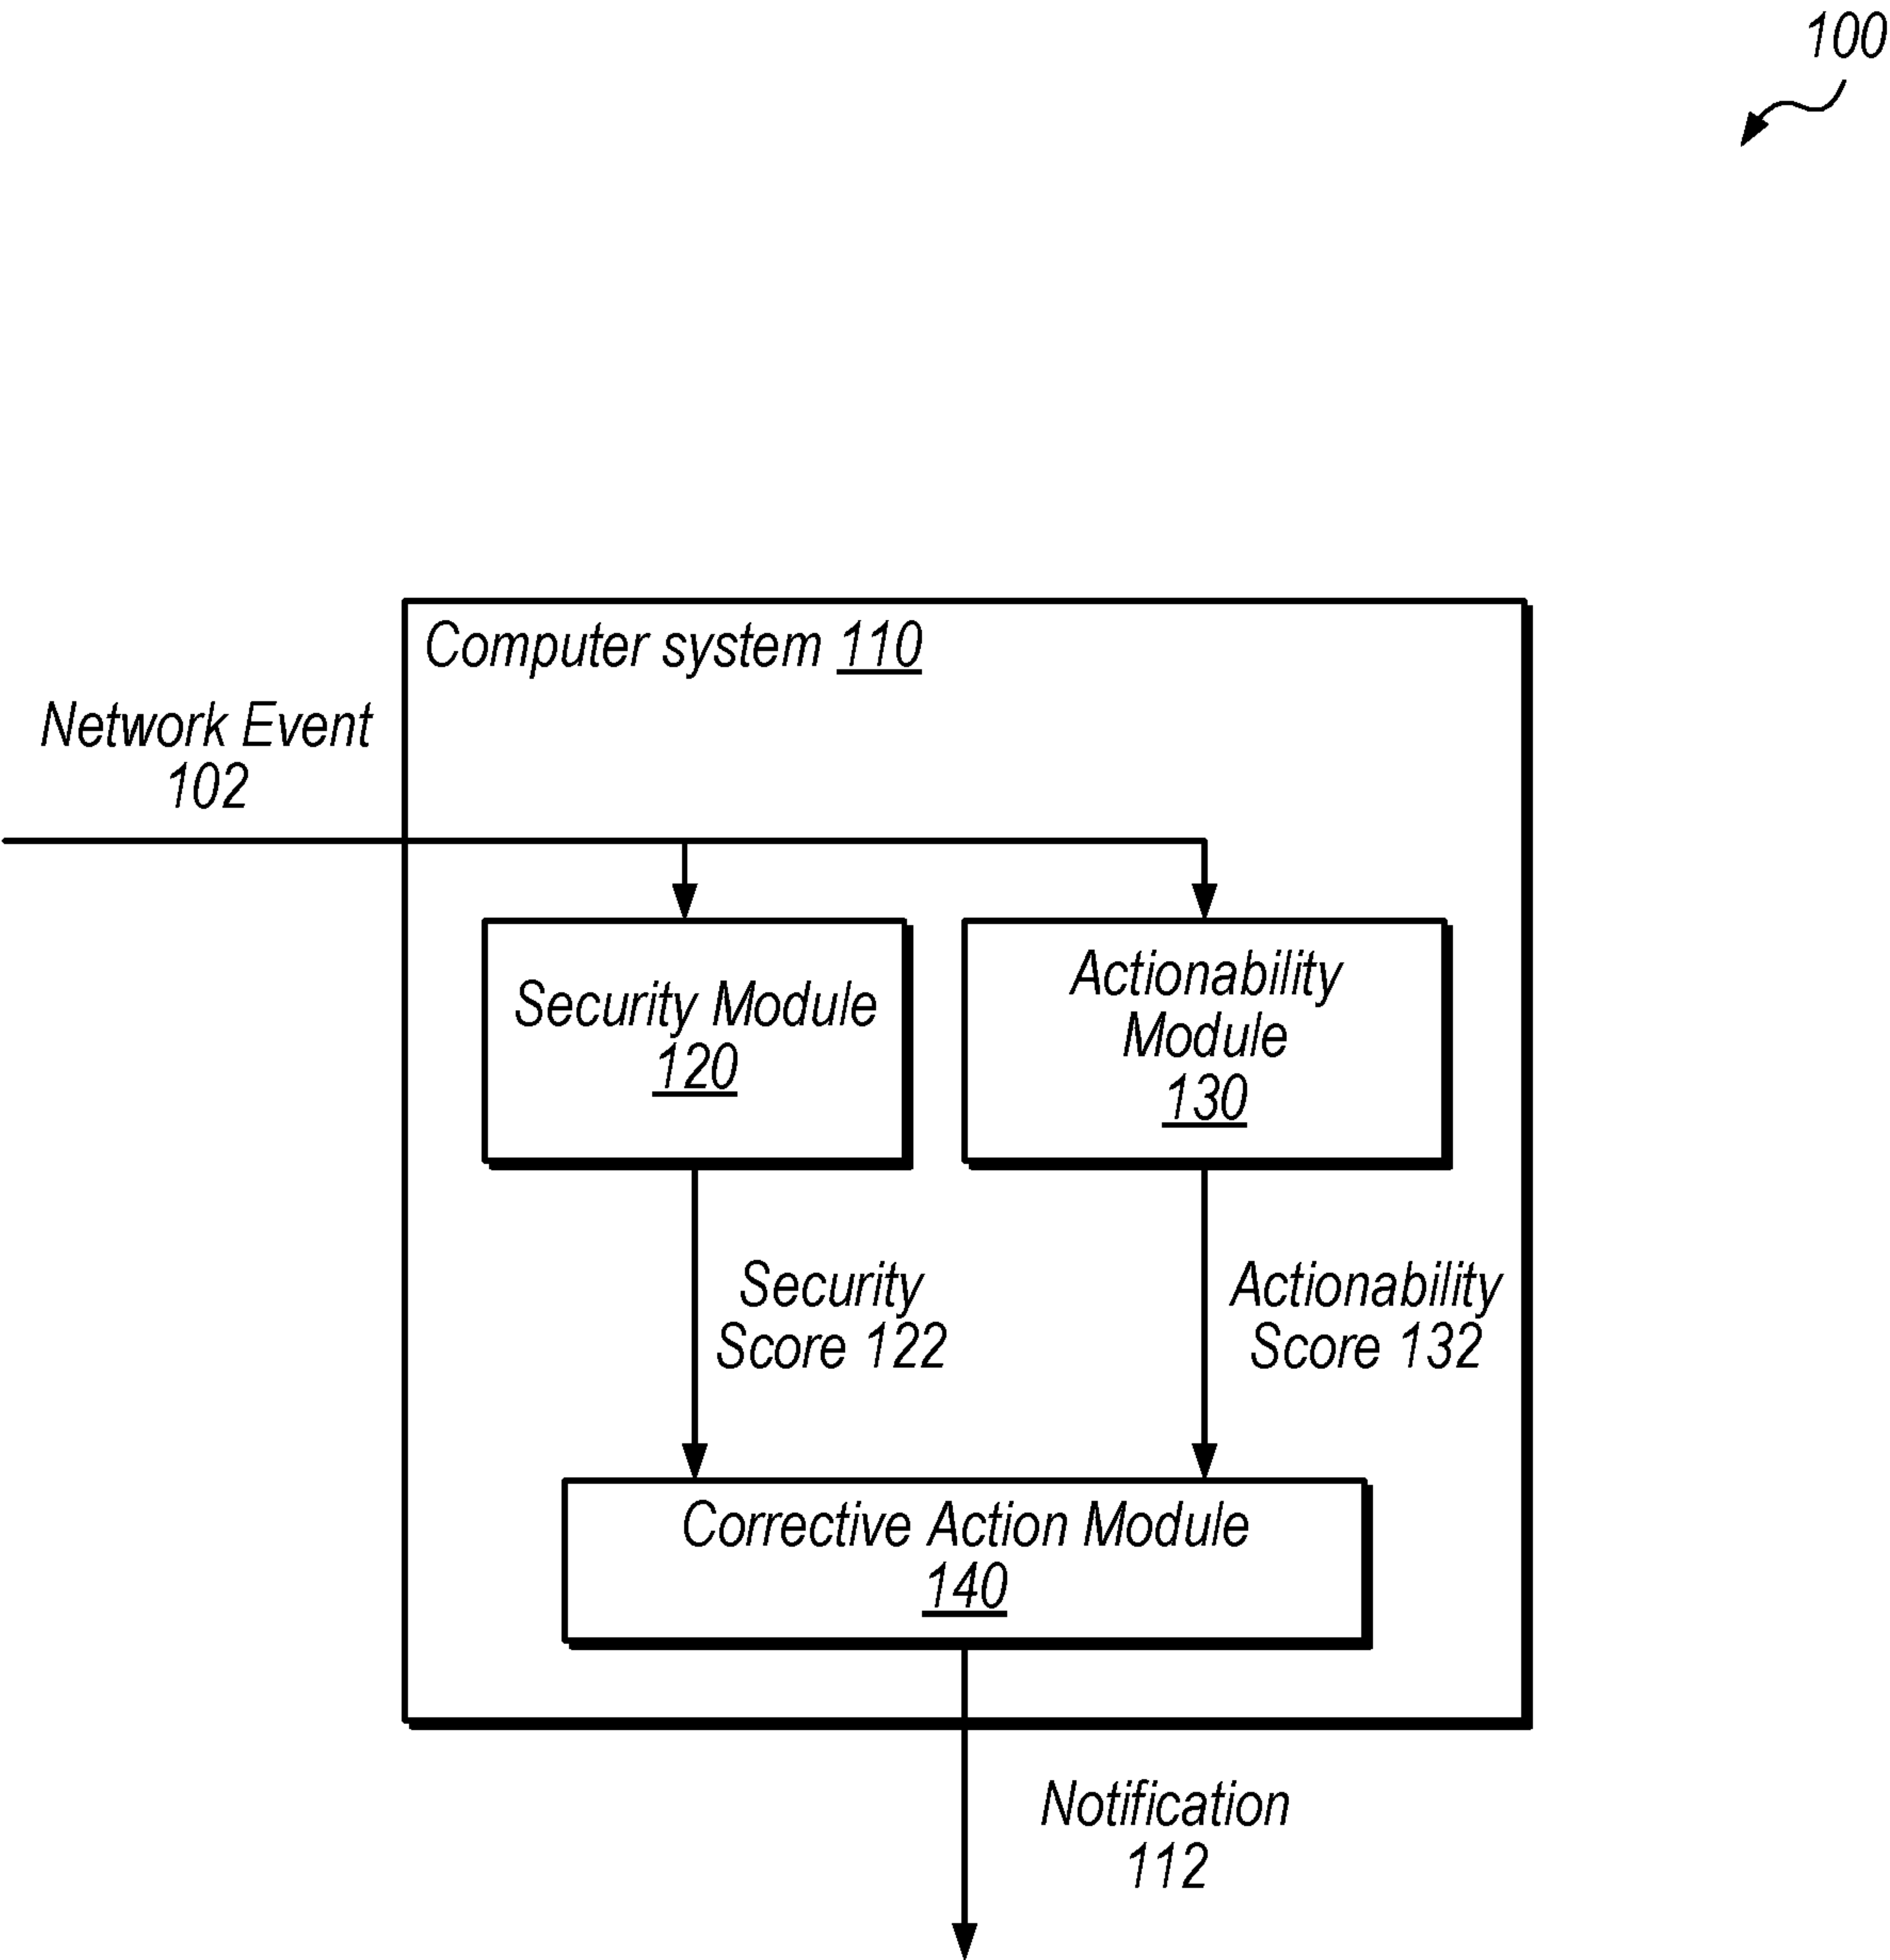 100
Computer system 110
Network Event
102
Security Module
120
Actionability
Module
130
Security
Score 122
Actionability
Score 132
Corrective Action Module
140
Notification
112